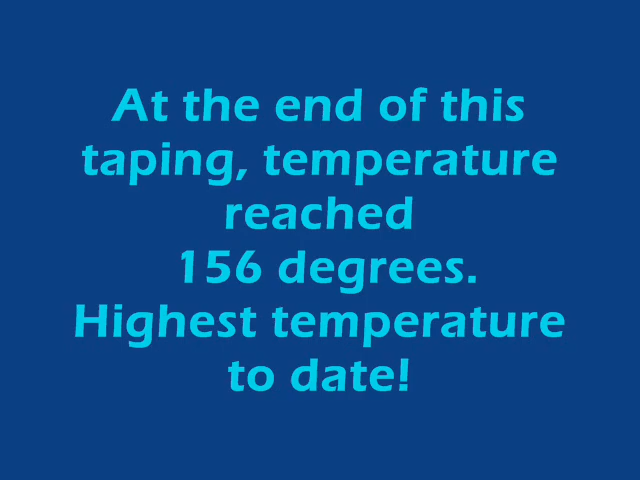 At the end of this
taping, temperature
reached
156 degrees.
Highest temperature
to date!